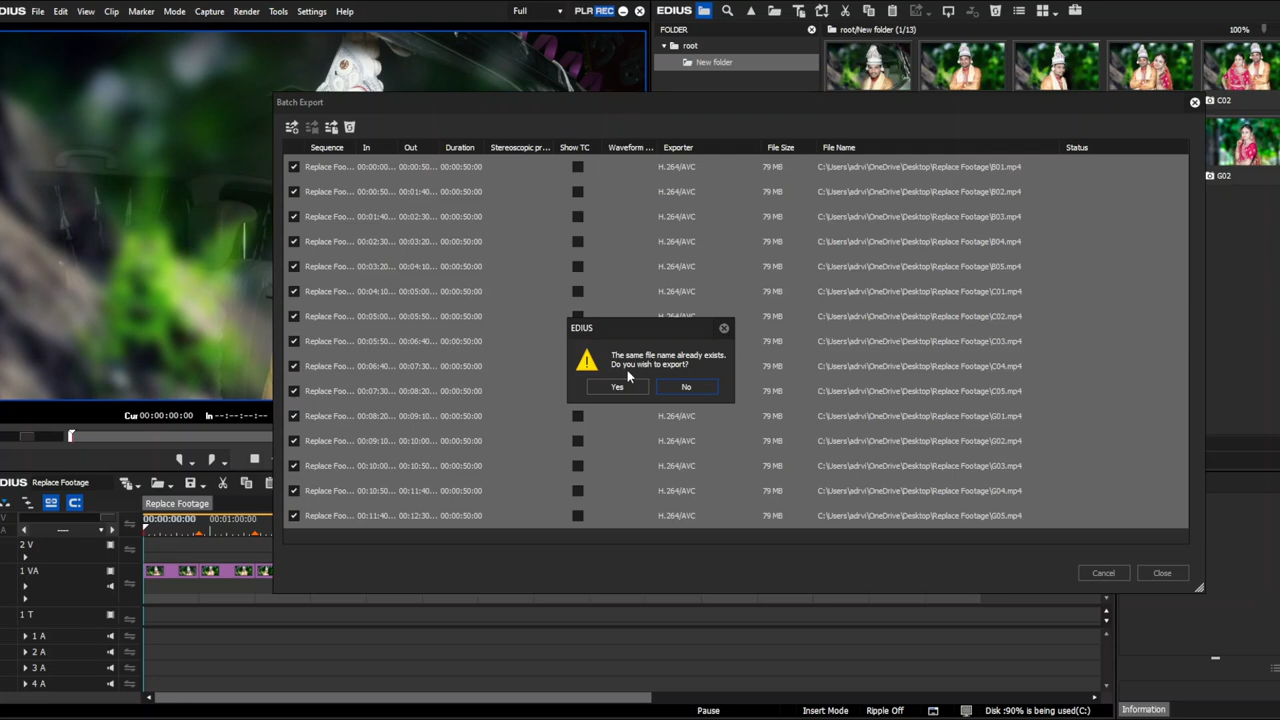 EDIUS File Edit View Clip Marker Mode Capture Render Tools Settings Help Full PLR REC
EDIUS
FOLDER root/New folder (1/13) 100%
root
New folder
C02
G02
Batch Export
Sequence In Out Duration Stereoscopic pr... Show TC Waveform ... Exporter File Size File Name Status
Replace Foo... 00:00:00... 00:00:50... 00:00:50:00 H.264/AVC 79 MB C:\Users\adrvi\OneDrive\Desktop\Replace Footage\B01.mp4
Replace Foo... 00:00:50... 00:01:40... 00:00:50:00 H.264/AVC 79 MB C:\Users\adrvi\OneDrive\Desktop\Replace Footage\B02.mp4
Replace Foo... 00:01:40... 00:02:30... 00:00:50:00 H.264/AVC 79 MB C:\Users\adrvi\OneDrive\Desktop\Replace Footage\B03.mp4
Replace Foo... 00:02:30... 00:03:20... 00:00:50:00 H.264/AVC 79 MB C:\Users\adrvi\OneDrive\Desktop\Replace Footage\B04.mp4
Replace Foo... 00:03:20... 00:04:10... 00:00:50:00 H.264/AVC 79 MB C:\Users\adrvi\OneDrive\Desktop\Replace Footage\B05.mp4
Replace Foo... 00:04:10... 00:05:00... 00:00:50:00 H.264/AVC 79 MB C:\Users\adrvi\OneDrive\Desktop\Replace Footage\C01.mp4
Replace Foo... 00:05:00... 00:05:50... 00:00:50:00 H.264/AVC 79 MB C:\Users\adrvi\OneDrive\Desktop\Replace Footage\C02.mp4
Replace Foo... 00:05:50... 00:06:40... 00:00:50:00 79 MB C:\Users\adrvi\OneDrive\Desktop\Replace Footage\C03.mp4
Replace Foo... 00:06:40... 00:07:30... 00:00:50:00 79 MB C:\Users\adrvi\OneDrive\Desktop\Replace Footage\C04.mp4
Replace Foo... 00:07:30... 00:08:20... 00:00:50:00 79 MB C:\Users\adrvi\OneDrive\Desktop\Replace Footage\C05.mp4
Replace Foo... 00:08:20... 00:09:10... 00:00:50:00 H.264/AVC 79 MB C:\Users\adrvi\OneDrive\Desktop\Replace Footage\G01.mp4
Replace Foo... 00:09:10... 00:10:00... 00:00:50:00 H.264/AVC 79 MB C:\Users\adrvi\OneDrive\Desktop\Replace Footage\G02.mp4
Replace Foo... 00:10:00... 00:10:50... 00:00:50:00 H.264/AVC 79 MB C:\Users\adrvi\OneDrive\Desktop\Replace Footage\G03.mp4
Replace Foo... 00:10:50... 00:11:40... 00:00:50:00 H.264/AVC 79 MB C:\Users\adrvi\OneDrive\Desktop\Replace Footage\G04.mp4
Replace Foo... 00:11:40... 00:12:30... 00:00:50:00 H.264/AVC 79 MB C:\Users\adrvi\OneDrive\Desktop\Replace Footage\G05.mp4
EDIUS
The same file name already exists.
Do you wish to export?
Yes No
Cancel Close
Cur 00:00:00:00 In --:--:--:--
EDIUS Replace Footage
Replace Footage
V
A
00:00:00:00 00:01:00:00
2 V
1 VA
1 T
1 A
2 A
3 A
4 A
Pause Insert Mode Ripple Off Disk :90% is being used(C:)
Information